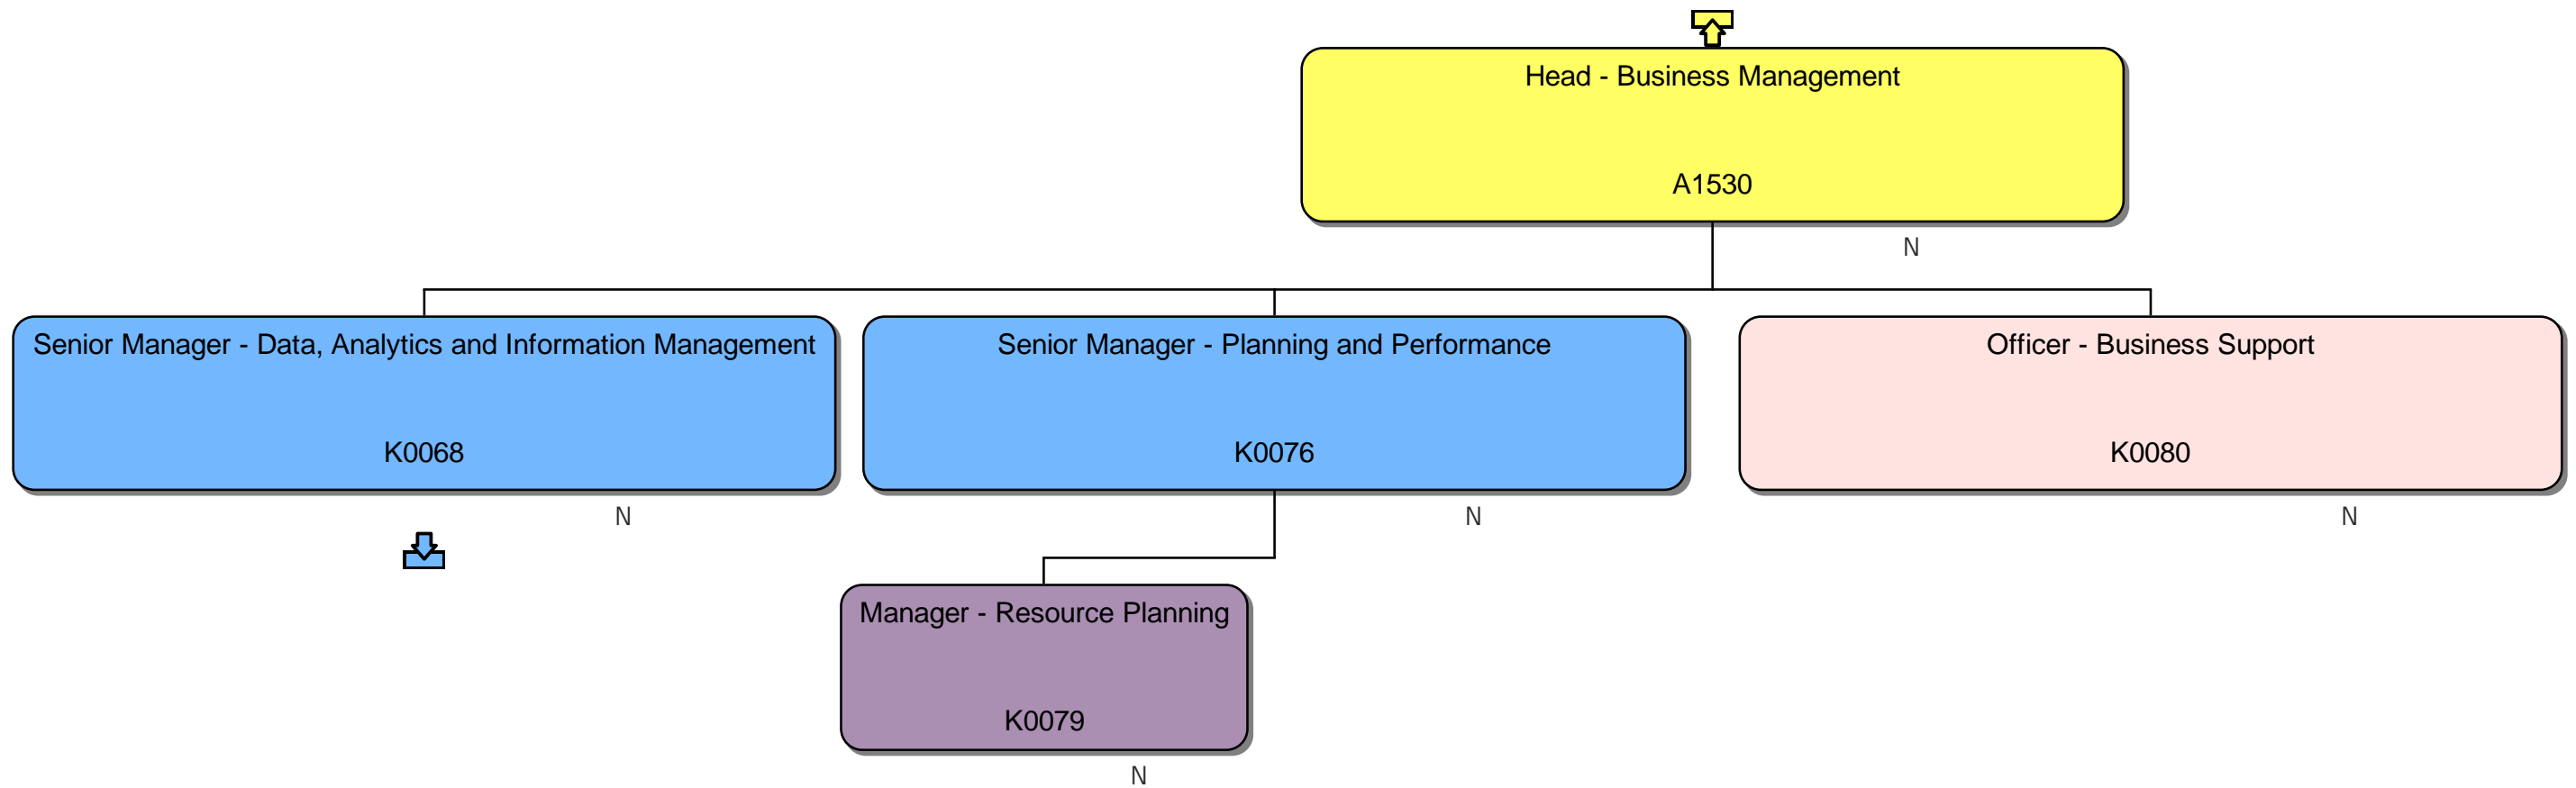 Head - Business Management
A1530
N
Senior Manager - Data, Analytics and Information Management
K0068
N
Senior Manager - Planning and Performance
K0076
N
Officer - Business Support
K0080
N
Manager - Resource Planning
K0079
N